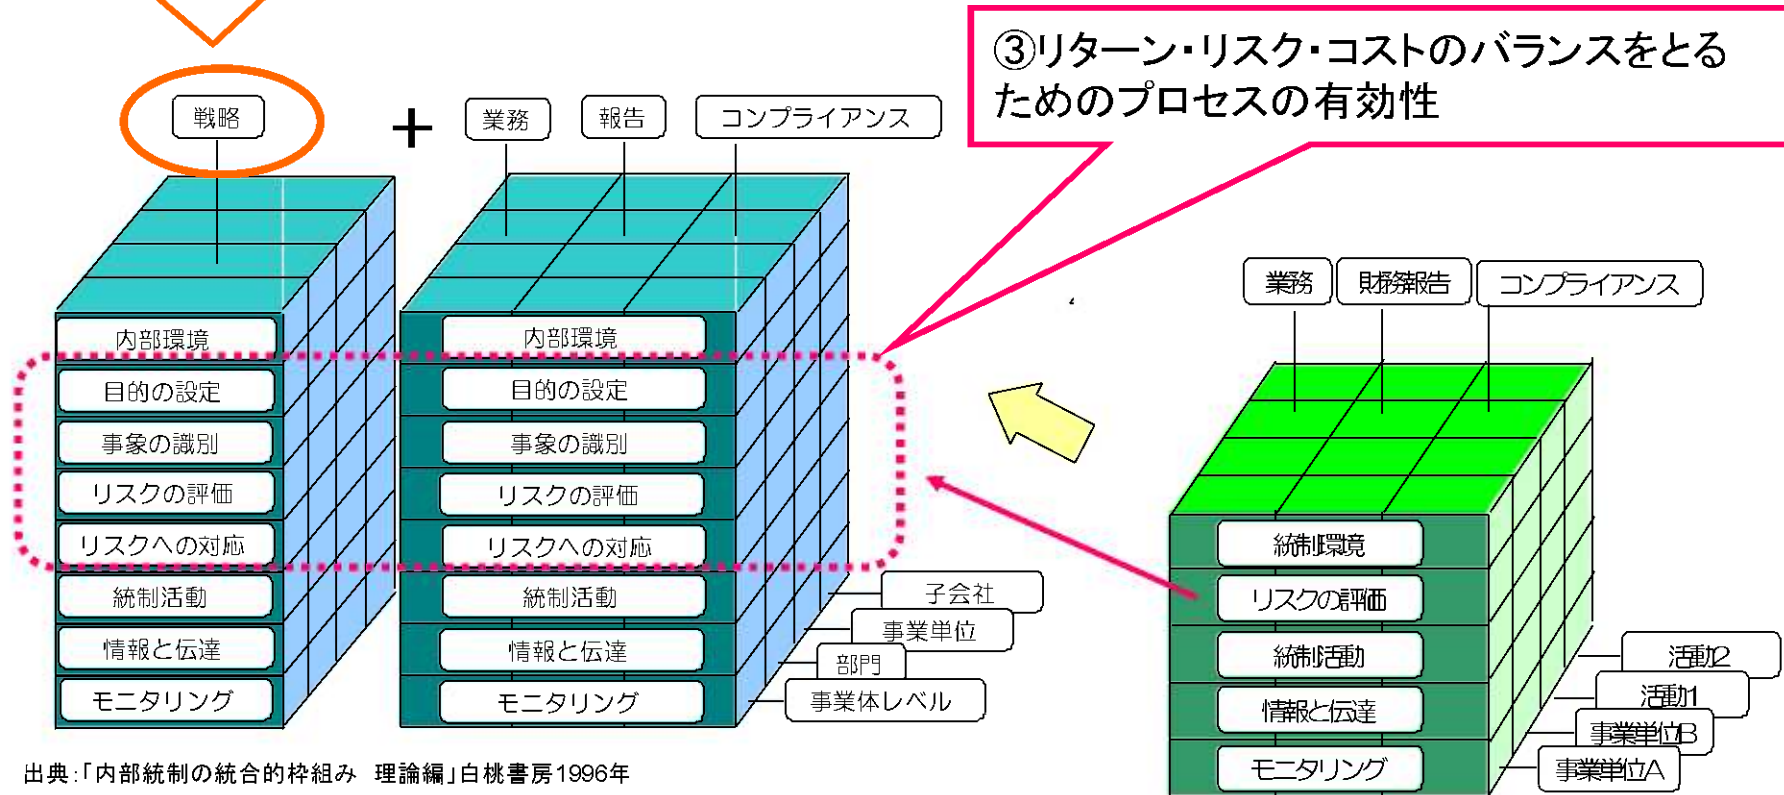 ③リターン・リスク・コストのバランスをとる
ためのプロセスの有効性
戦略
+
業務
報告
コンプライアンス
内部環境
目的の設定
事象の識別
リスクの評価
リスクへの対応
統制活動
情報と伝達
モニタリング
内部環境
目的の設定
事象の識別
リスクの評価
リスクへの対応
統制活動
情報と伝達
モニタリング
子会社
事業単位
部門
事業体レベル
業務
財務報告
コンプライアンス
統制環境
リスクの評価
統制活動
情報と伝達
モニタリング
活動2
活動1
事業単位B
事業単位A
出典:「内部統制の統合的枠組み 理論編」白桃書房1996年